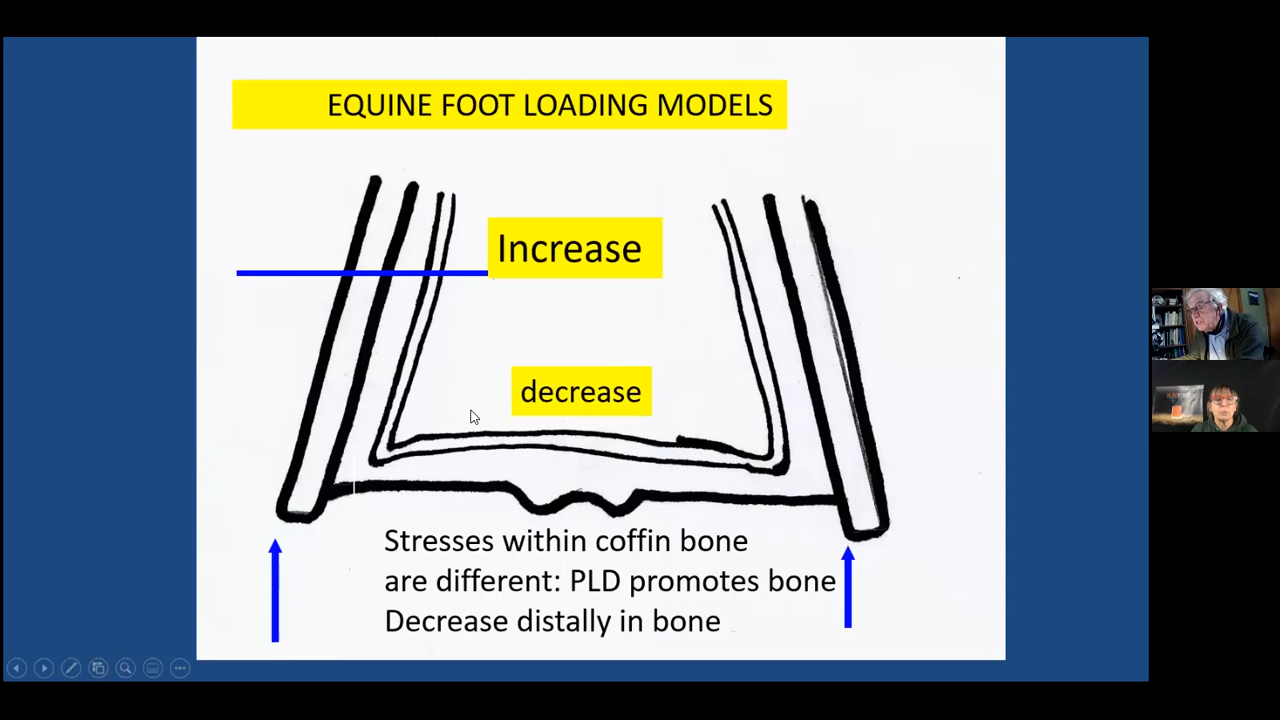 EQUINE FOOT LOADING MODELS
Increase
decrease
Stresses within coffin bone
are different: PLD promotes bone
Decrease distally in bone